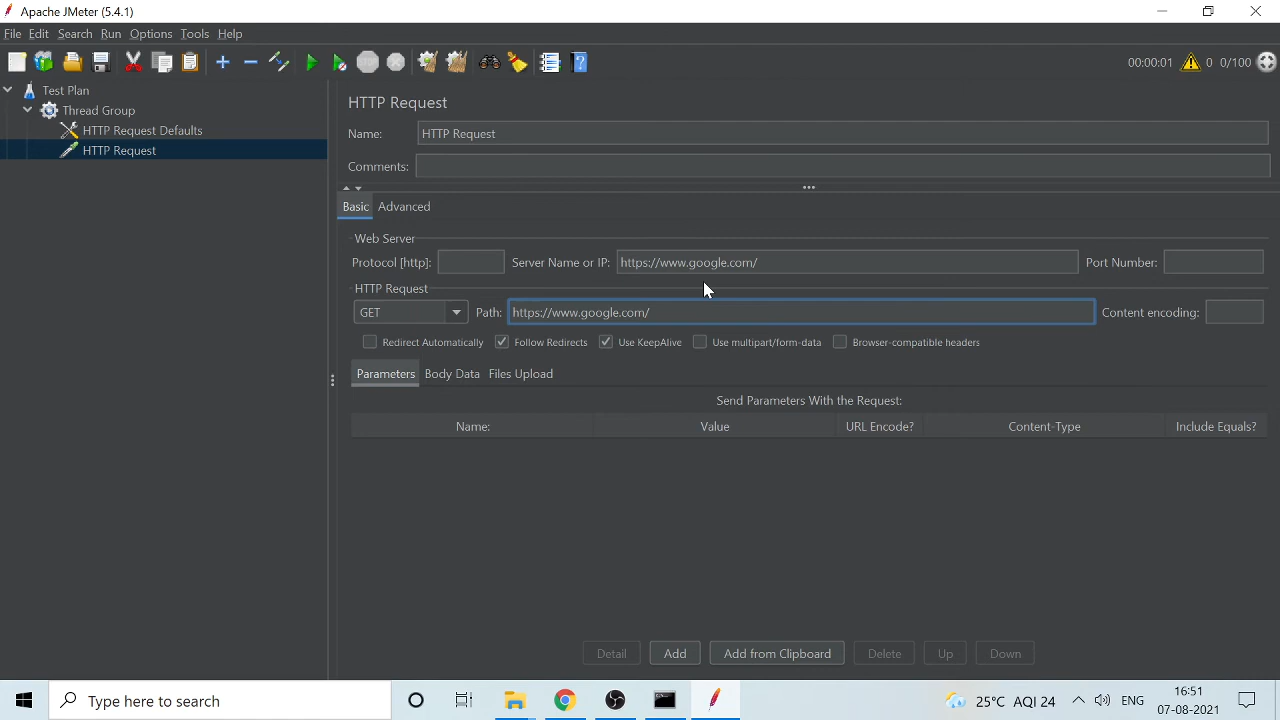 Apache JMeter (5.4.1)
File Edit Search Run Options Tools Help
00:00:01 0 0/100
Test Plan
Thread Group
HTTP Request Defaults
HTTP Request
HTTP Request
Name: HTTP Request
Comments:
Basic Advanced
Web Server
Protocol [http]: Server Name or IP: https://www.google.com/ Port Number:
HTTP Request
GET Path: https://www.google.com/ Content encoding:
Redirect Automatically Follow Redirects Use KeepAlive Use multipart/form-data Browser-compatible headers
Parameters Body Data Files Upload
Send Parameters With the Request:
Name: Value URL Encode? Content-Type Include Equals?
Detail Add Add from Clipboard Delete Up Down
Type here to search
25°C AQI 24 ENG
16:51
07-08-2021